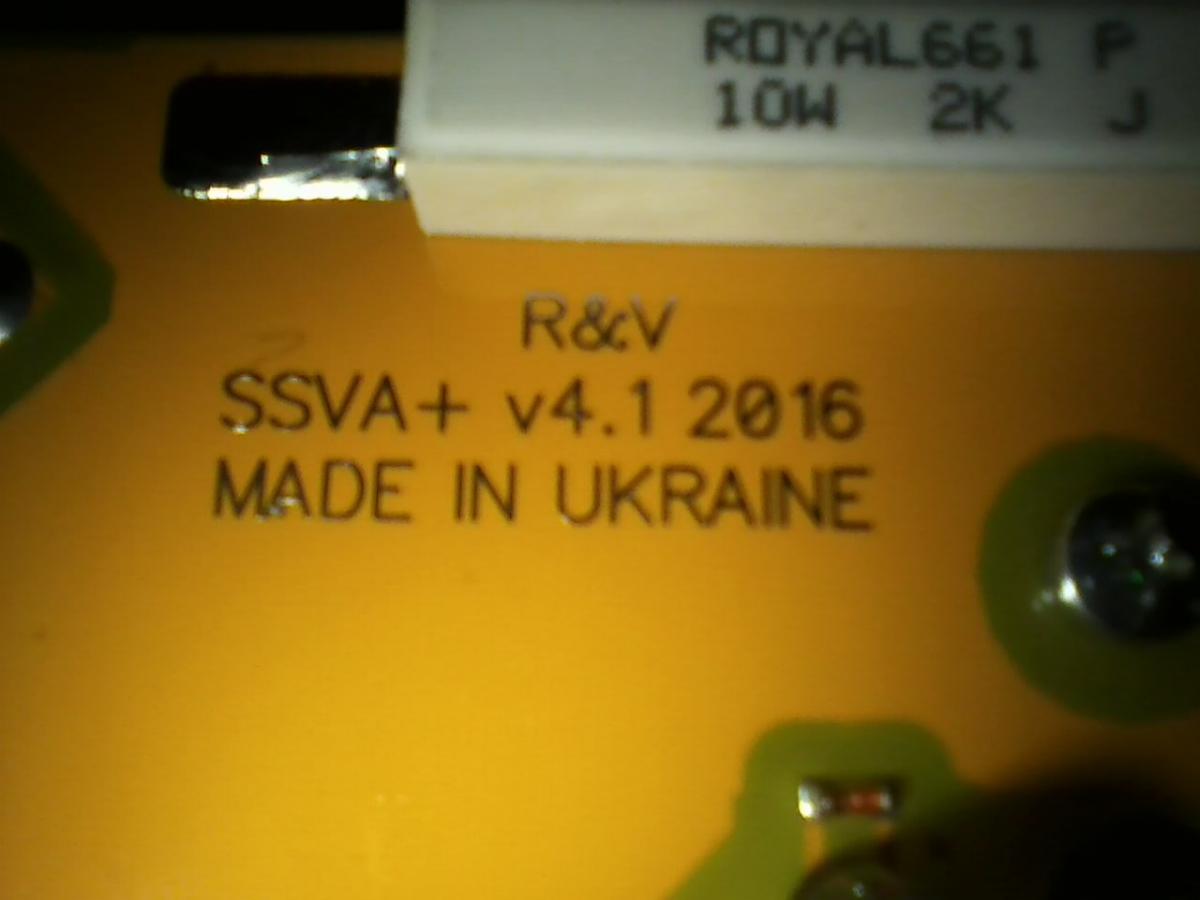 ROYAL661 P
10W 2K J
R&V
SSVA+ v4.1 2016
MADE IN UKRAINE